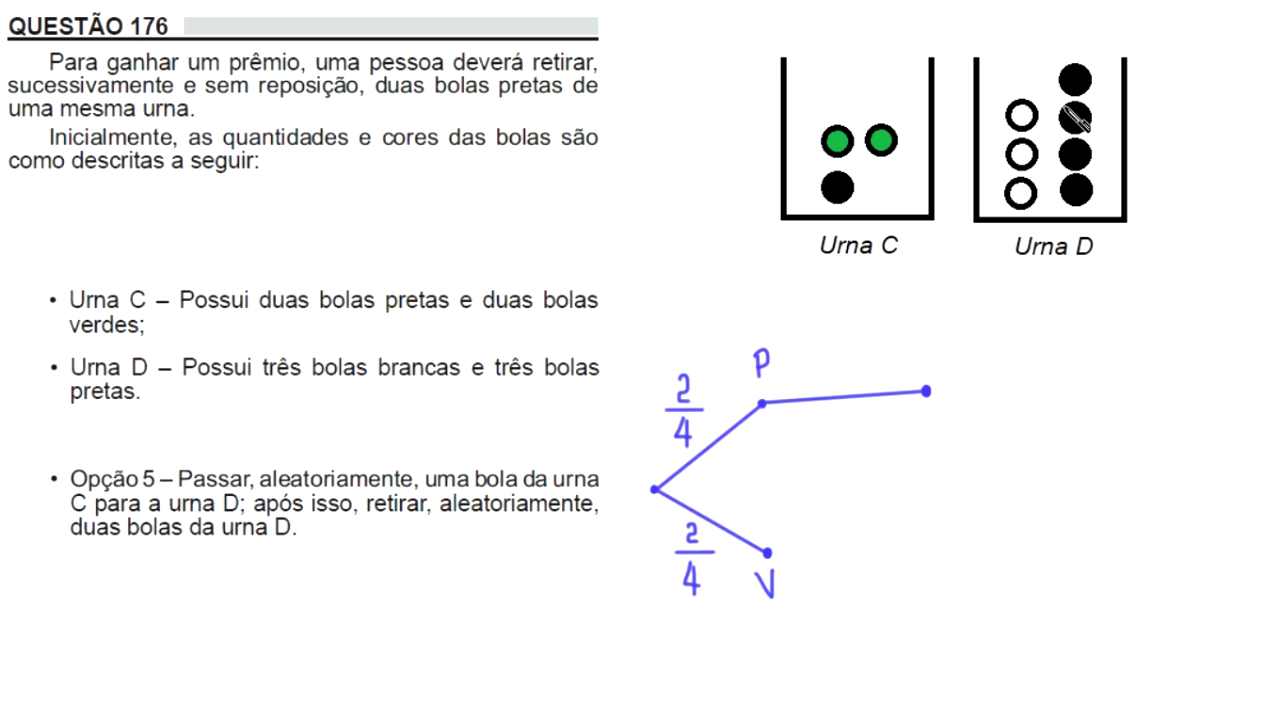 QUESTÃO 176
Para ganhar um prêmio, uma pessoa deverá retirar,
sucessivamente e sem reposição, duas bolas pretas de
uma mesma urna.
Inicialmente, as quantidades e cores das bolas são
como descritas a seguir:
• Urna C – Possui duas bolas pretas e duas bolas
verdes;
• Urna D – Possui três bolas brancas e três bolas
pretas.
• Opção 5 – Passar, aleatoriamente, uma bola da urna
C para a urna D; após isso, retirar, aleatoriamente,
duas bolas da urna D.
Urna C
Urna D
P
2
4
2
4
V